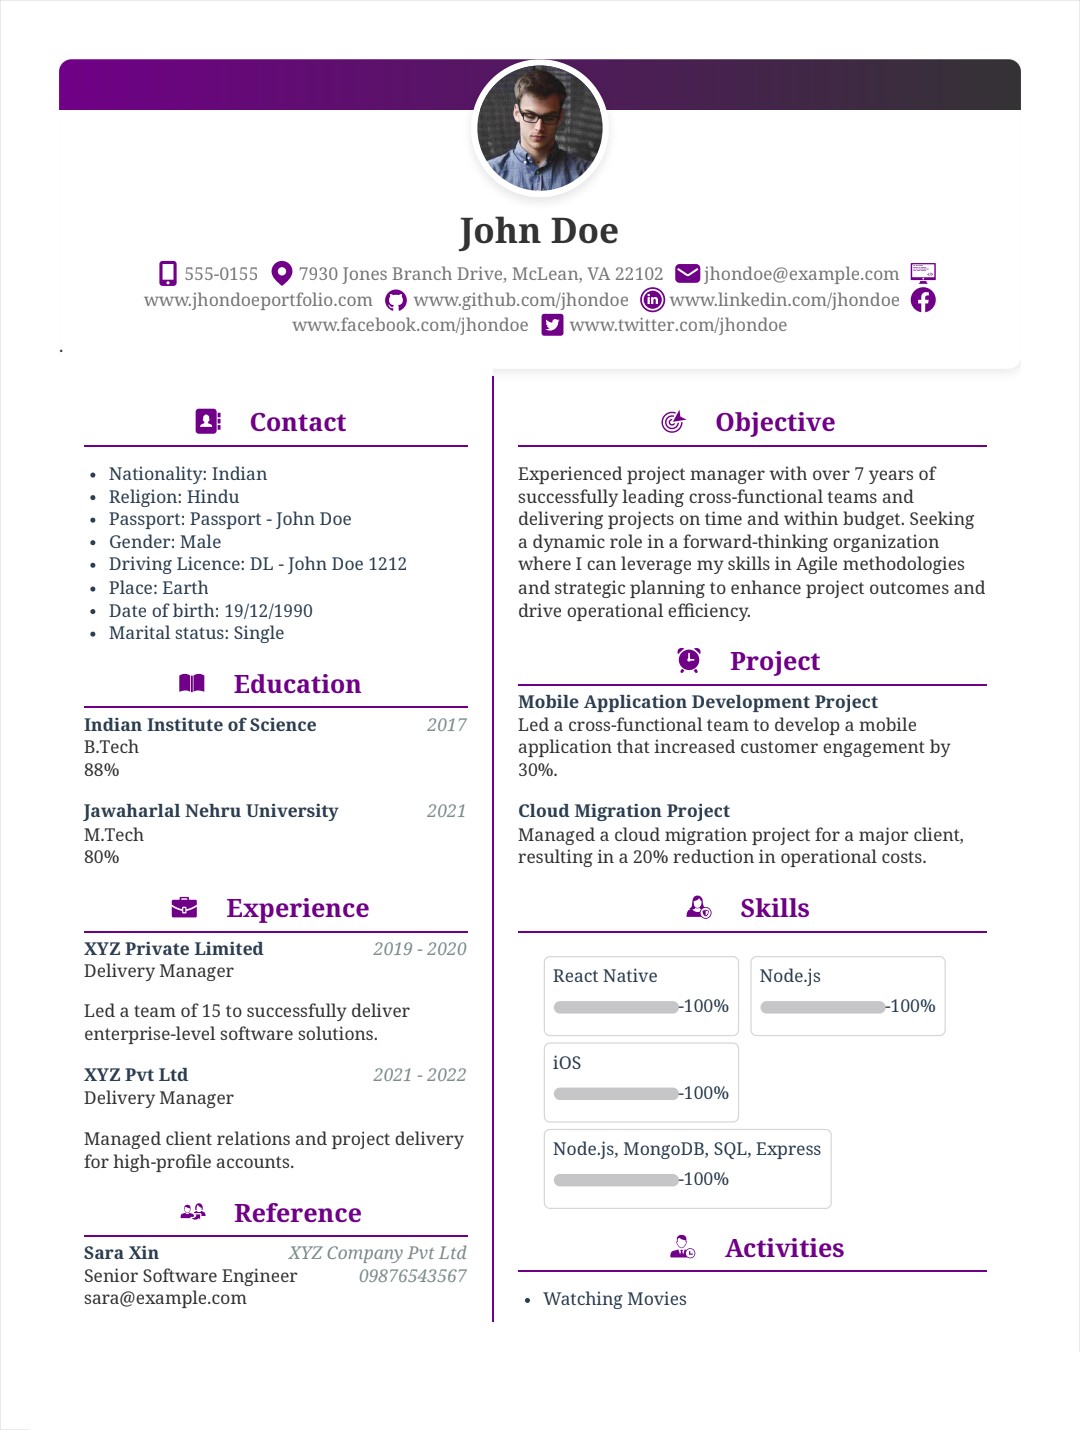 John Doe
555-0155 7930 Jones Branch Drive, McLean, VA 22102 jhondoe@example.com
www.jhondoeportfolio.com www.github.com/jhondoe www.linkedin.com/jhondoe
www.facebook.com/jhondoe www.twitter.com/jhondoe
.
Contact
• Nationality: Indian
• Religion: Hindu
• Passport: Passport - John Doe
• Gender: Male
• Driving Licence: DL - John Doe 1212
• Place: Earth
• Date of birth: 19/12/1990
• Marital status: Single
Education
Indian Institute of Science 2017
B.Tech
88%
Jawaharlal Nehru University 2021
M.Tech
80%
Experience
XYZ Private Limited 2019 - 2020
Delivery Manager
Led a team of 15 to successfully deliver
enterprise-level software solutions.
XYZ Pvt Ltd 2021 - 2022
Delivery Manager
Managed client relations and project delivery
for high-profile accounts.
Reference
Sara Xin XYZ Company Pvt Ltd
Senior Software Engineer 09876543567
sara@example.com
Objective
Experienced project manager with over 7 years of
successfully leading cross-functional teams and
delivering projects on time and within budget. Seeking
a dynamic role in a forward-thinking organization
where I can leverage my skills in Agile methodologies
and strategic planning to enhance project outcomes and
drive operational efficiency.
Project
Mobile Application Development Project
Led a cross-functional team to develop a mobile
application that increased customer engagement by
30%.
Cloud Migration Project
Managed a cloud migration project for a major client,
resulting in a 20% reduction in operational costs.
Skills
React Native Node.js
-100% -100%
iOS
-100%
Node.js, MongoDB, SQL, Express
-100%
Activities
• Watching Movies